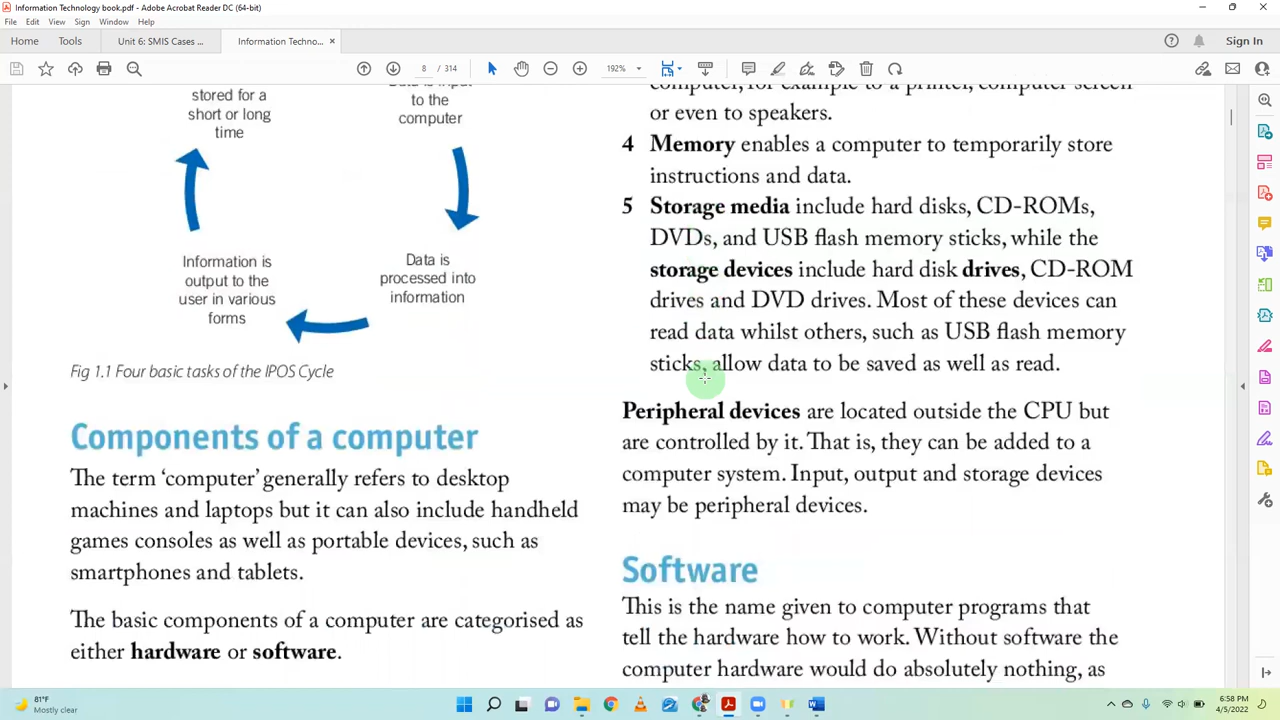 Information Technology book.pdf - Adobe Acrobat Reader DC (64-bit)
File Edit View Sign Window Help
Home Tools Unit 6: SMIS Cases ... Information Techno... × Sign In
8 / 314 192%
stored for a
short or long
time
Data is input
to the
computer
Information is
output to the
user in various
forms
Data is
processed into
information
Fig 1.1 Four basic tasks of the IPOS Cycle
Components of a computer
The term ‘computer’ generally refers to desktop
machines and laptops but it can also include handheld
games consoles as well as portable devices, such as
smartphones and tablets.
The basic components of a computer are categorised as
either hardware or software.
computer, for example to a printer, computer screen
or even to speakers.
4 Memory enables a computer to temporarily store
instructions and data.
5 Storage media include hard disks, CD-ROMs,
DVDs, and USB flash memory sticks, while the
storage devices include hard disk drives, CD-ROM
drives and DVD drives. Most of these devices can
read data whilst others, such as USB flash memory
sticks, allow data to be saved as well as read.
Peripheral devices are located outside the CPU but
are controlled by it. That is, they can be added to a
computer system. Input, output and storage devices
may be peripheral devices.
Software
This is the name given to computer programs that
tell the hardware how to work. Without software the
computer hardware would do absolutely nothing, as
81°F
Mostly clear
6:58 PM
4/5/2022